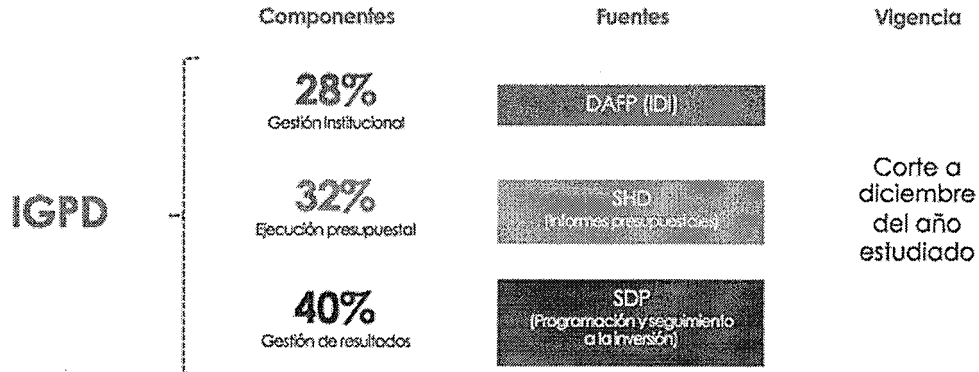 Componentes Fuentes Vigencia
28%
Gestión Institucional
DAFP (IDI)
IGPD
32%
Ejecución presupuestal
SHD
(Informes presupuestales)
Corte a
diciembre
del año
estudiado
40%
Gestión de resultados
SDP
(Programación y seguimiento
a la inversión)